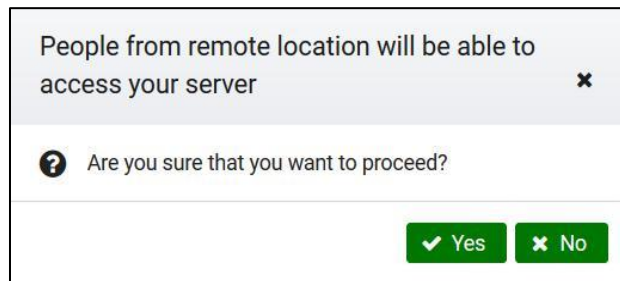 People from remote location will be able to
access your server
Are you sure that you want to proceed?
Yes
No